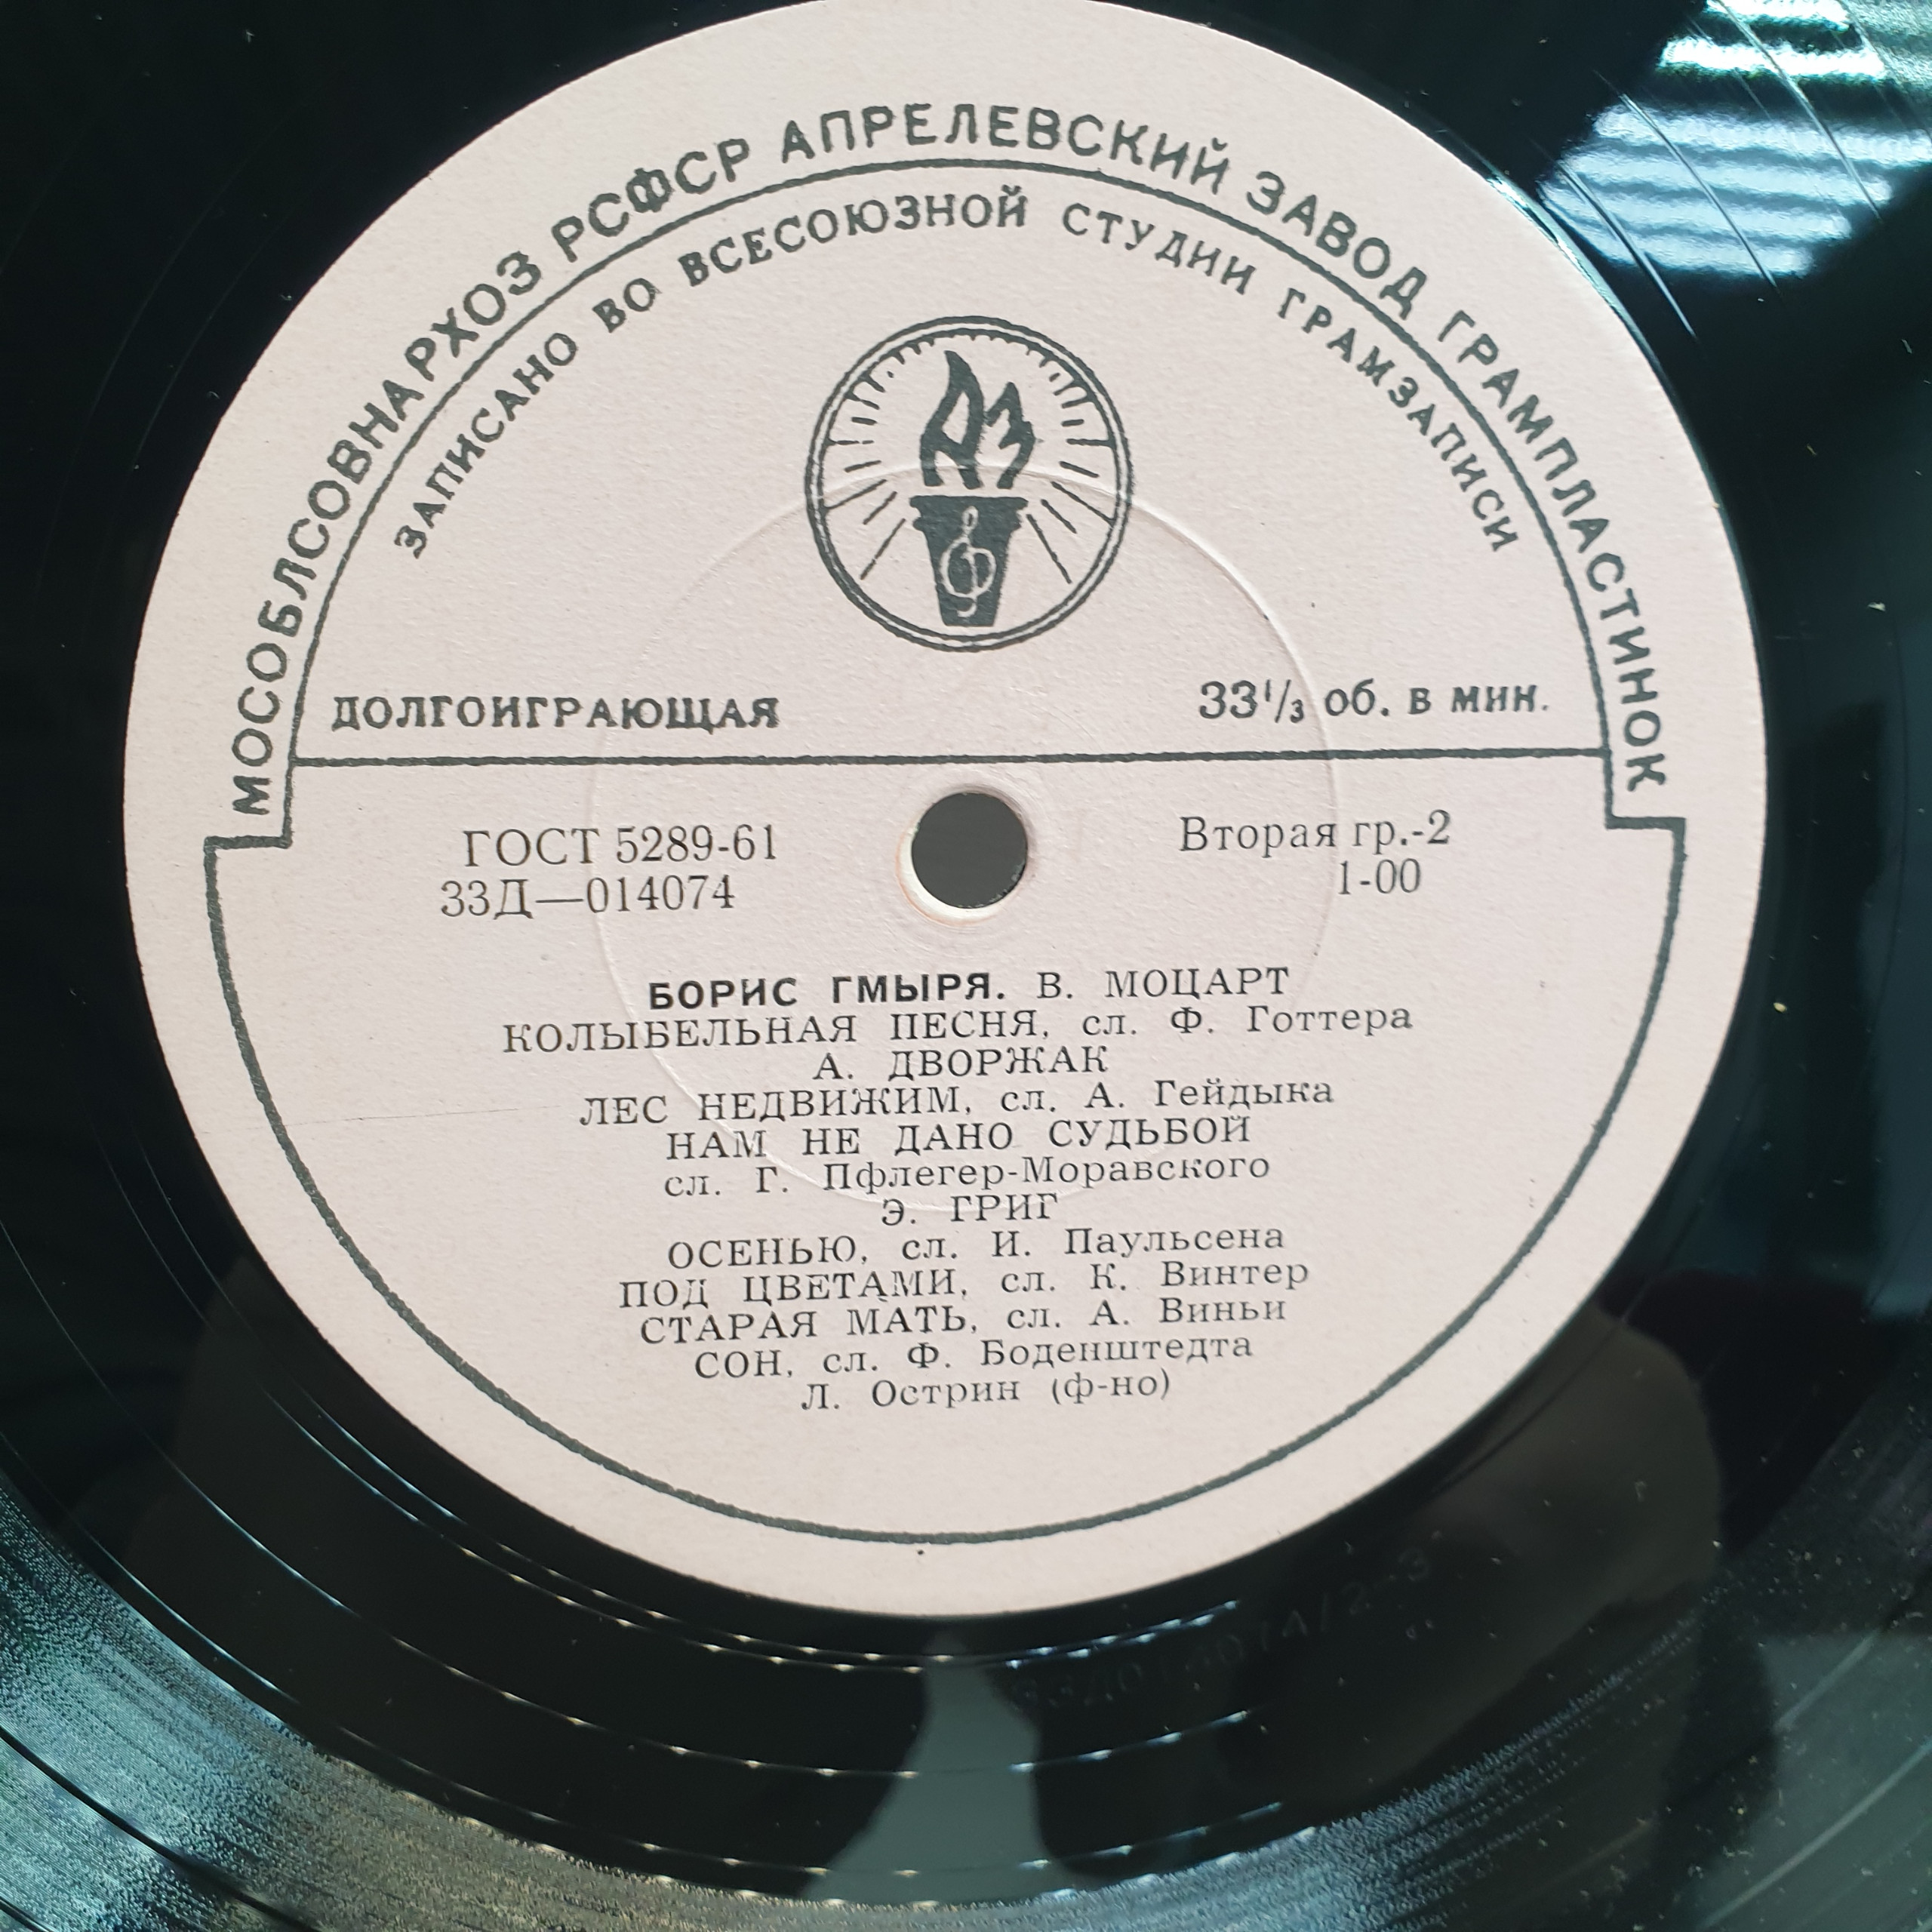 МОСОБЛСОВНАРХОЗ РСФСР АПРЕЛЕВСКИЙ ЗАВОД ГРАМПЛАСТИНОК
ЗАПИСАНО ВО ВСЕСОЮЗНОЙ СТУДИИ ГРАМЗАПИСИ
АЗ
ДОЛГОИГРАЮЩАЯ 33 1/3 об. в мин.
ГОСТ 5289-61 Вторая гр.-2
33Д—014074 1-00
БОРИС ГМЫРЯ. В. МОЦАРТ
КОЛЫБЕЛЬНАЯ ПЕСНЯ, сл. Ф. Готтера
А. ДВОРЖАК
ЛЕС НЕДВИЖИМ, сл. А. Гейдыка
НАМ НЕ ДАНО СУДЬБОЙ
сл. Г. Пфлегер-Моравского
Э. ГРИГ
ОСЕНЬЮ, сл. И. Паульсена
ПОД ЦВЕТАМИ, сл. К. Винтер
СТАРАЯ МАТЬ, сл. А. Виньи
СОН, сл. Ф. Боденштедта
Л. Острин (ф-но)